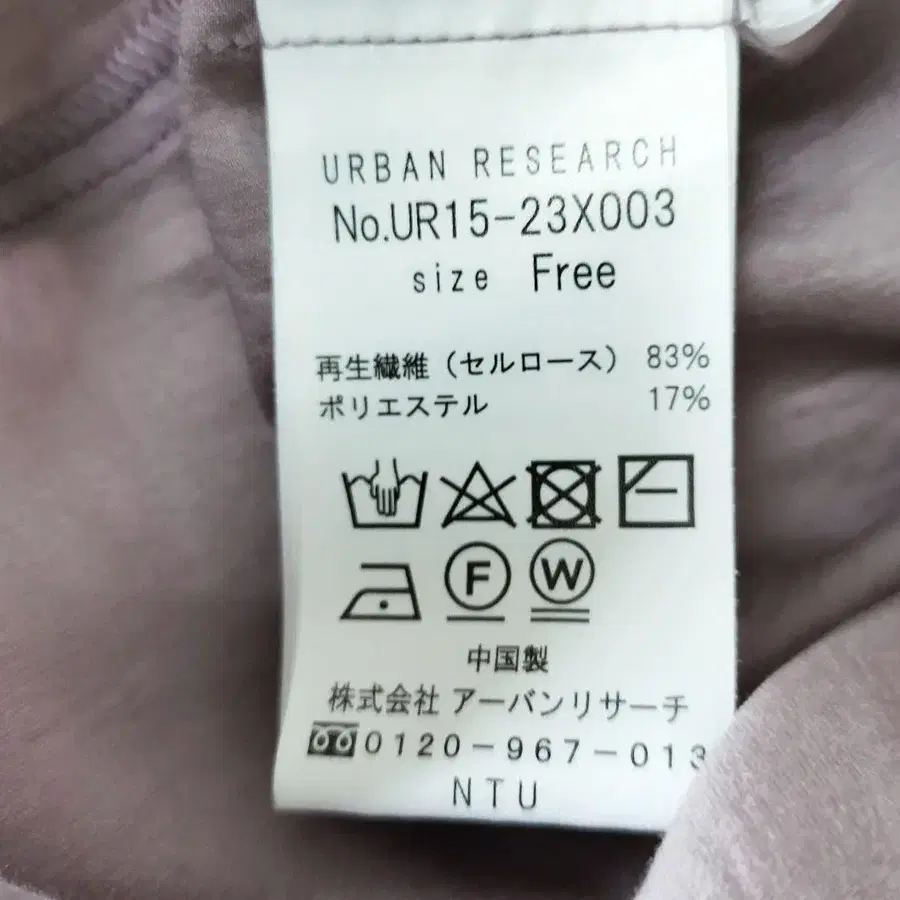 URBAN RESEARCH
No.UR15-23X003
size Free
再生繊維（セルロース） 83%
ポリエステル 17%
F W
中国製
株式会社 アーバンリサーチ
0120-967-013
NTU